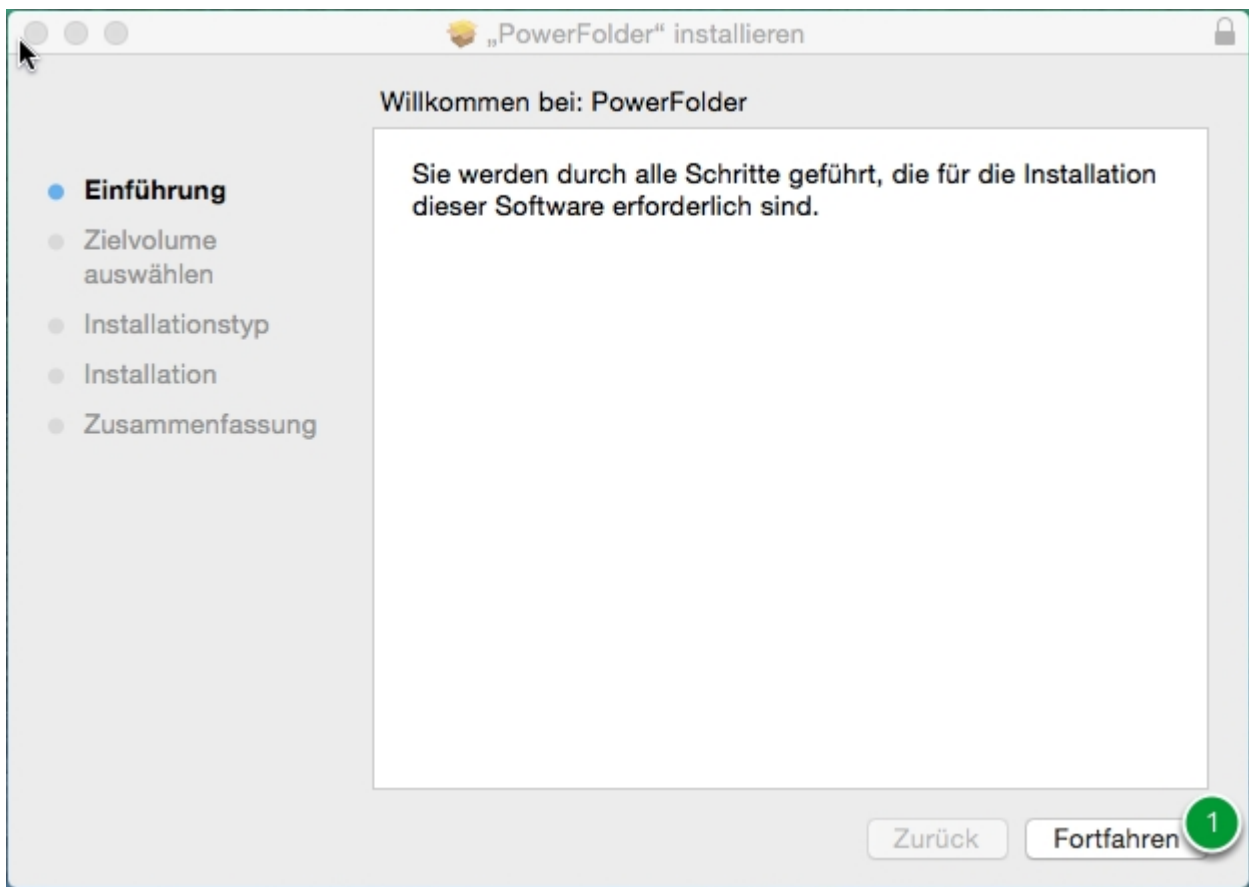 „PowerFolder“ installieren
Willkommen bei: PowerFolder
Einführung
Zielvolume
auswählen
Installationstyp
Installation
Zusammenfassung
Sie werden durch alle Schritte geführt, die für die Installation
dieser Software erforderlich sind.
Zurück
Fortfahren
1